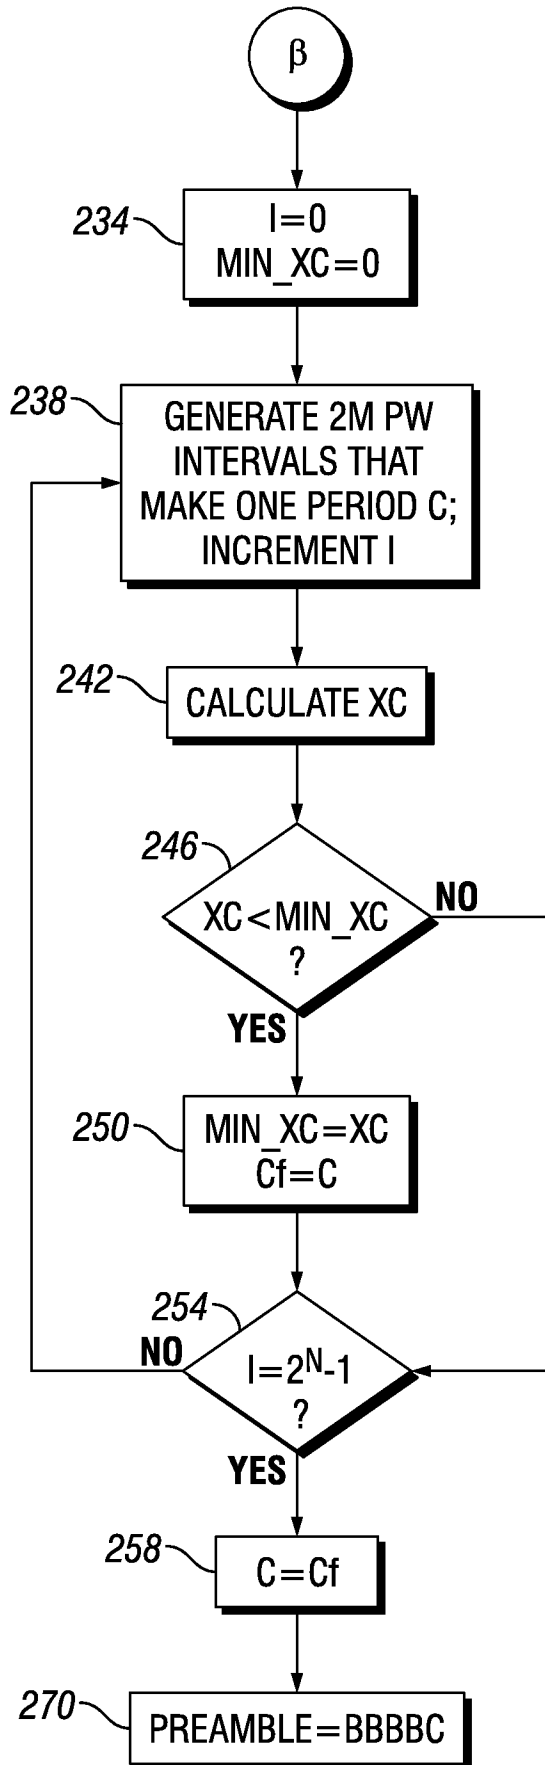 β
234
I=0
MIN_XC=0
238
GENERATE 2M PW
INTERVALS THAT
MAKE ONE PERIOD C;
INCREMENT I
242
CALCULATE XC
246
XC<MIN_XC
?
NO
YES
250
MIN_XC=XC
Cf=C
254
NO
I=2^N-1
?
YES
258
C=Cf
270
PREAMBLE=BBBBC